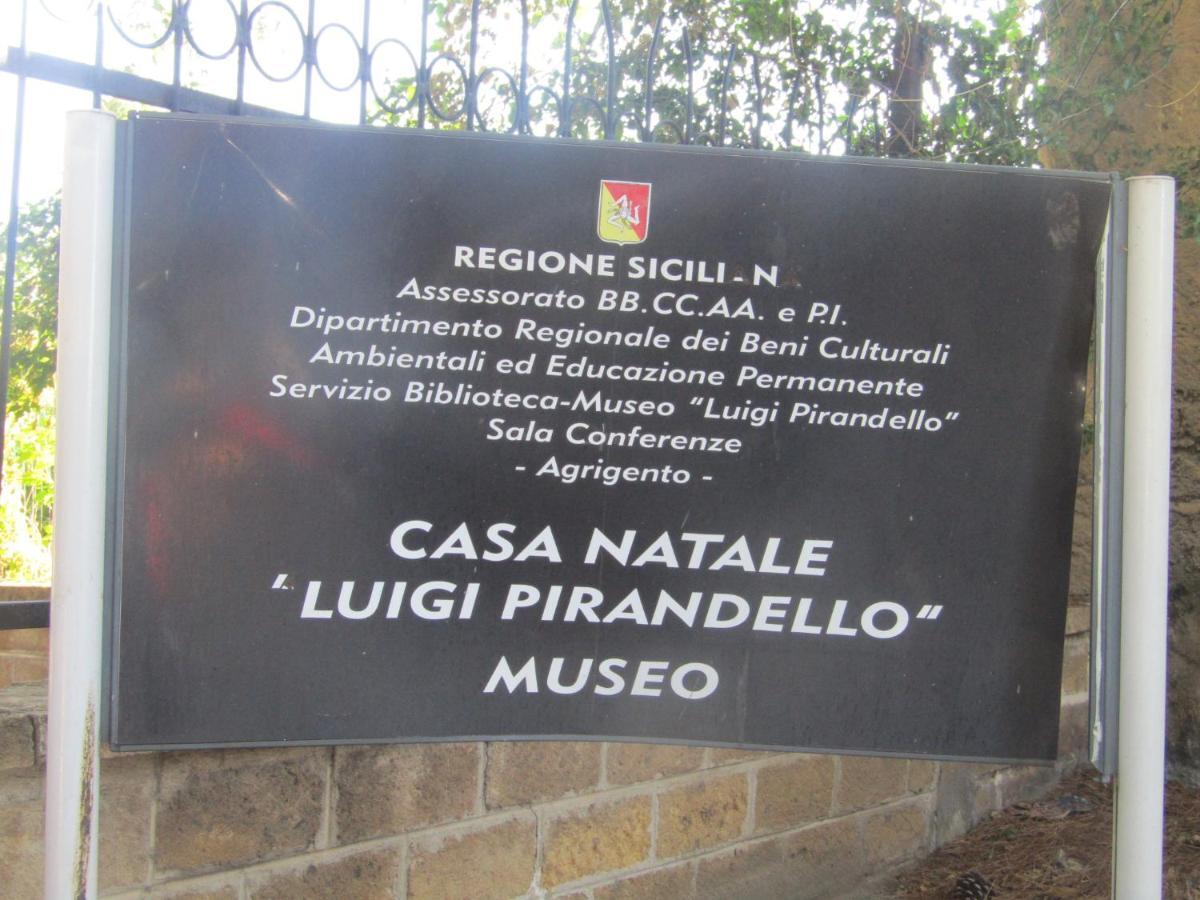 REGIONE SICILI N
Assessorato BB.CC.AA. e P.I.
Dipartimento Regionale dei Beni Culturali
Ambientali ed Educazione Permanente
Servizio Biblioteca-Museo "Luigi Pirandello"
Sala Conferenze
- Agrigento -
CASA NATALE
"LUIGI PIRANDELLO"
MUSEO